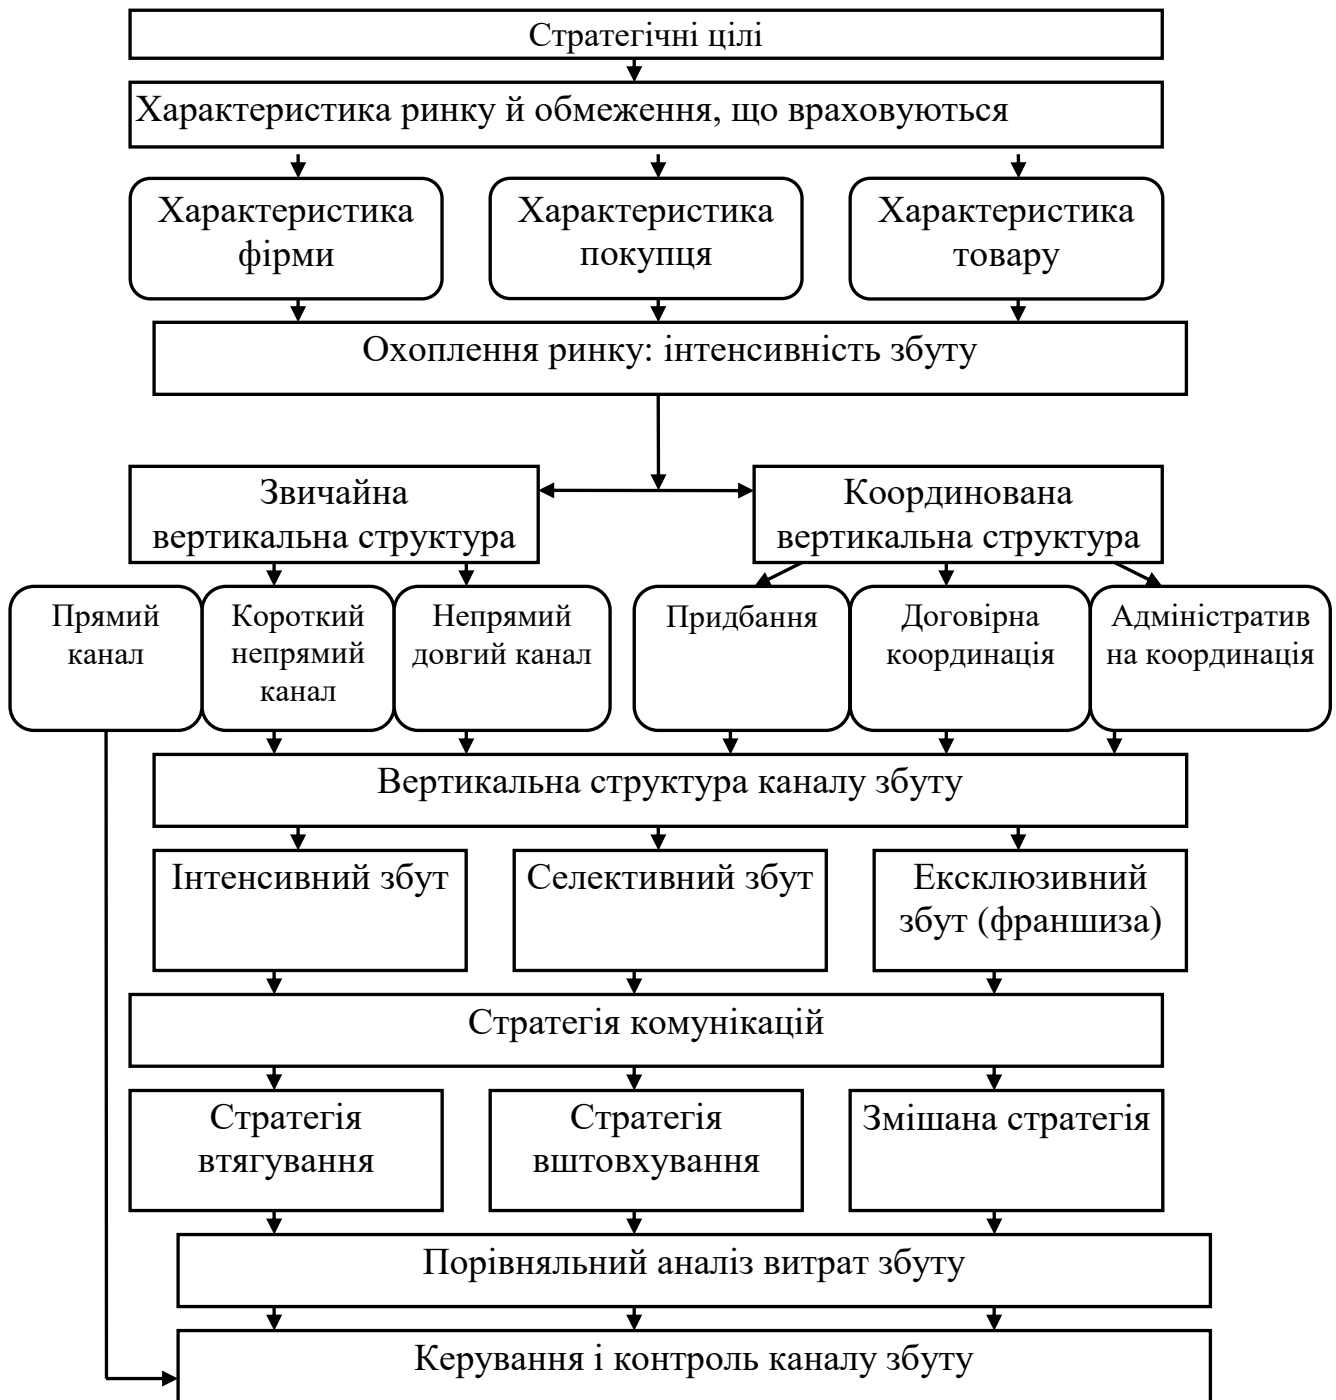 Стратегічні цілі
Характеристика ринку й обмеження, що враховуються
Характеристика
фірми
Характеристика
покупця
Характеристика
товару
Охоплення ринку: інтенсивність збуту
Звичайна
вертикальна структура
Координована
вертикальна структура
Прямий
канал
Короткий
непрямий
канал
Непрямий
довгий канал
Придбання
Договірна
координація
Адміністратив
на координація
Вертикальна структура каналу збуту
Інтенсивний збут
Селективний збут
Ексклюзивний
збут (франшиза)
Стратегія комунікацій
Стратегія
втягування
Стратегія
вштовхування
Змішана стратегія
Порівняльний аналіз витрат збуту
Керування і контроль каналу збуту